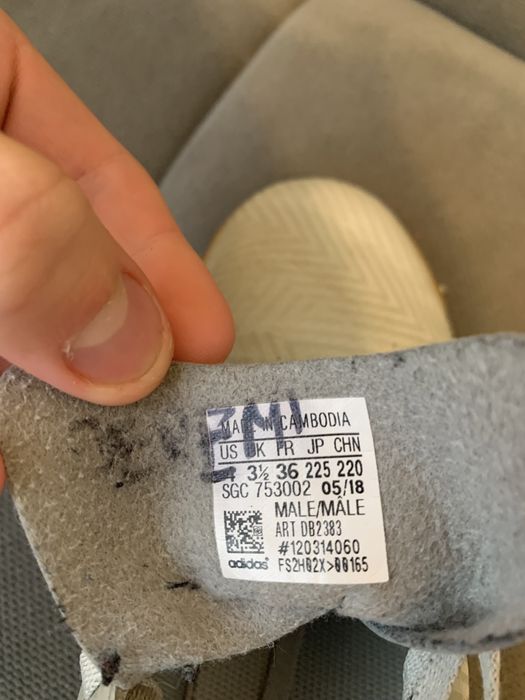 MADE IN CAMBODIA
US UK FR JP CHN
4 3½ 36 225 220
SGC 753002 05/18
MALE/MÂLE
ART DB2383
#120314060
adidas FS2H02X>00165